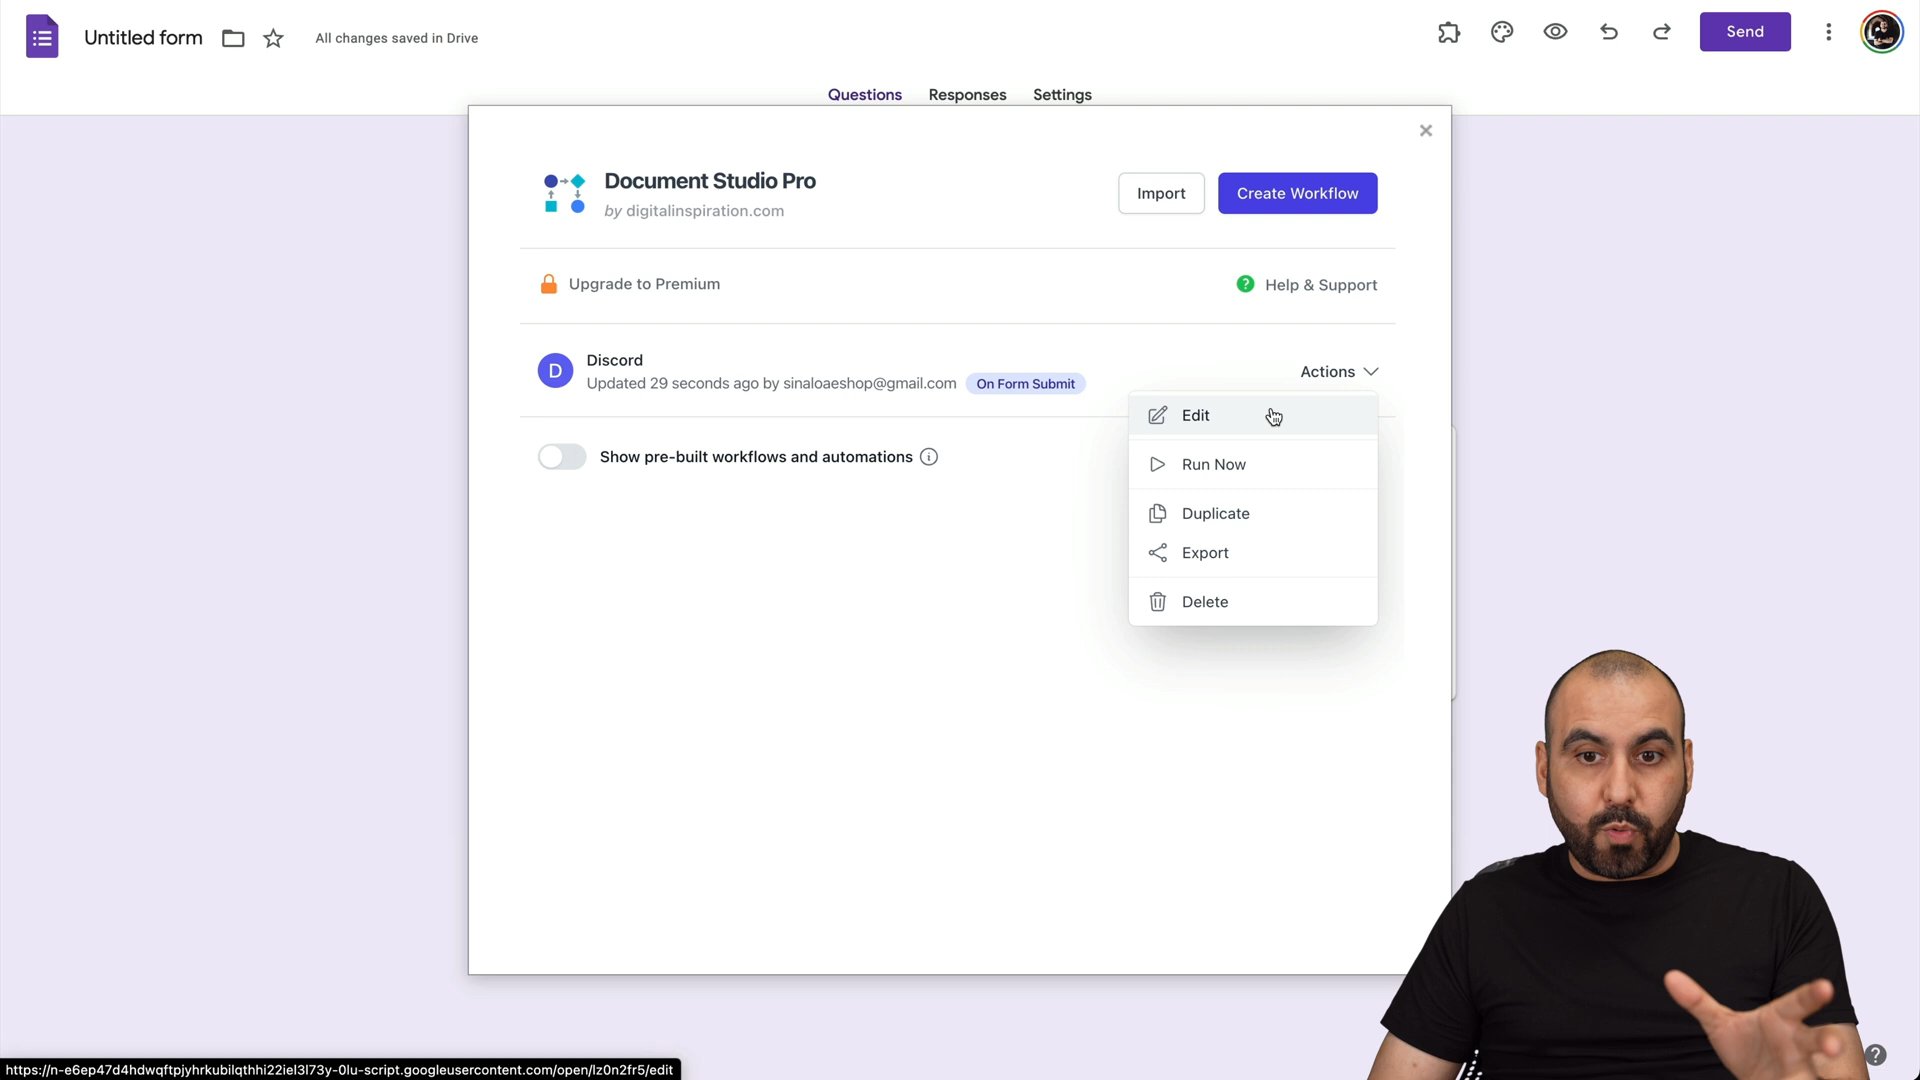 Untitled form
All changes saved in Drive
Send
Questions Responses Settings
Document Studio Pro
by digitalinspiration.com
Import
Create Workflow
Upgrade to Premium
Help & Support
D
Discord
Updated 29 seconds ago by sinaloaeshop@gmail.com On Form Submit
Actions
Edit
Run Now
Duplicate
Export
Delete
Show pre-built workflows and automations
https://n-e6ep47d4hdwqftpjyhrkubilqthhi22iel3l73y-0lu-script.googleusercontent.com/open/lz0n2fr5/edit